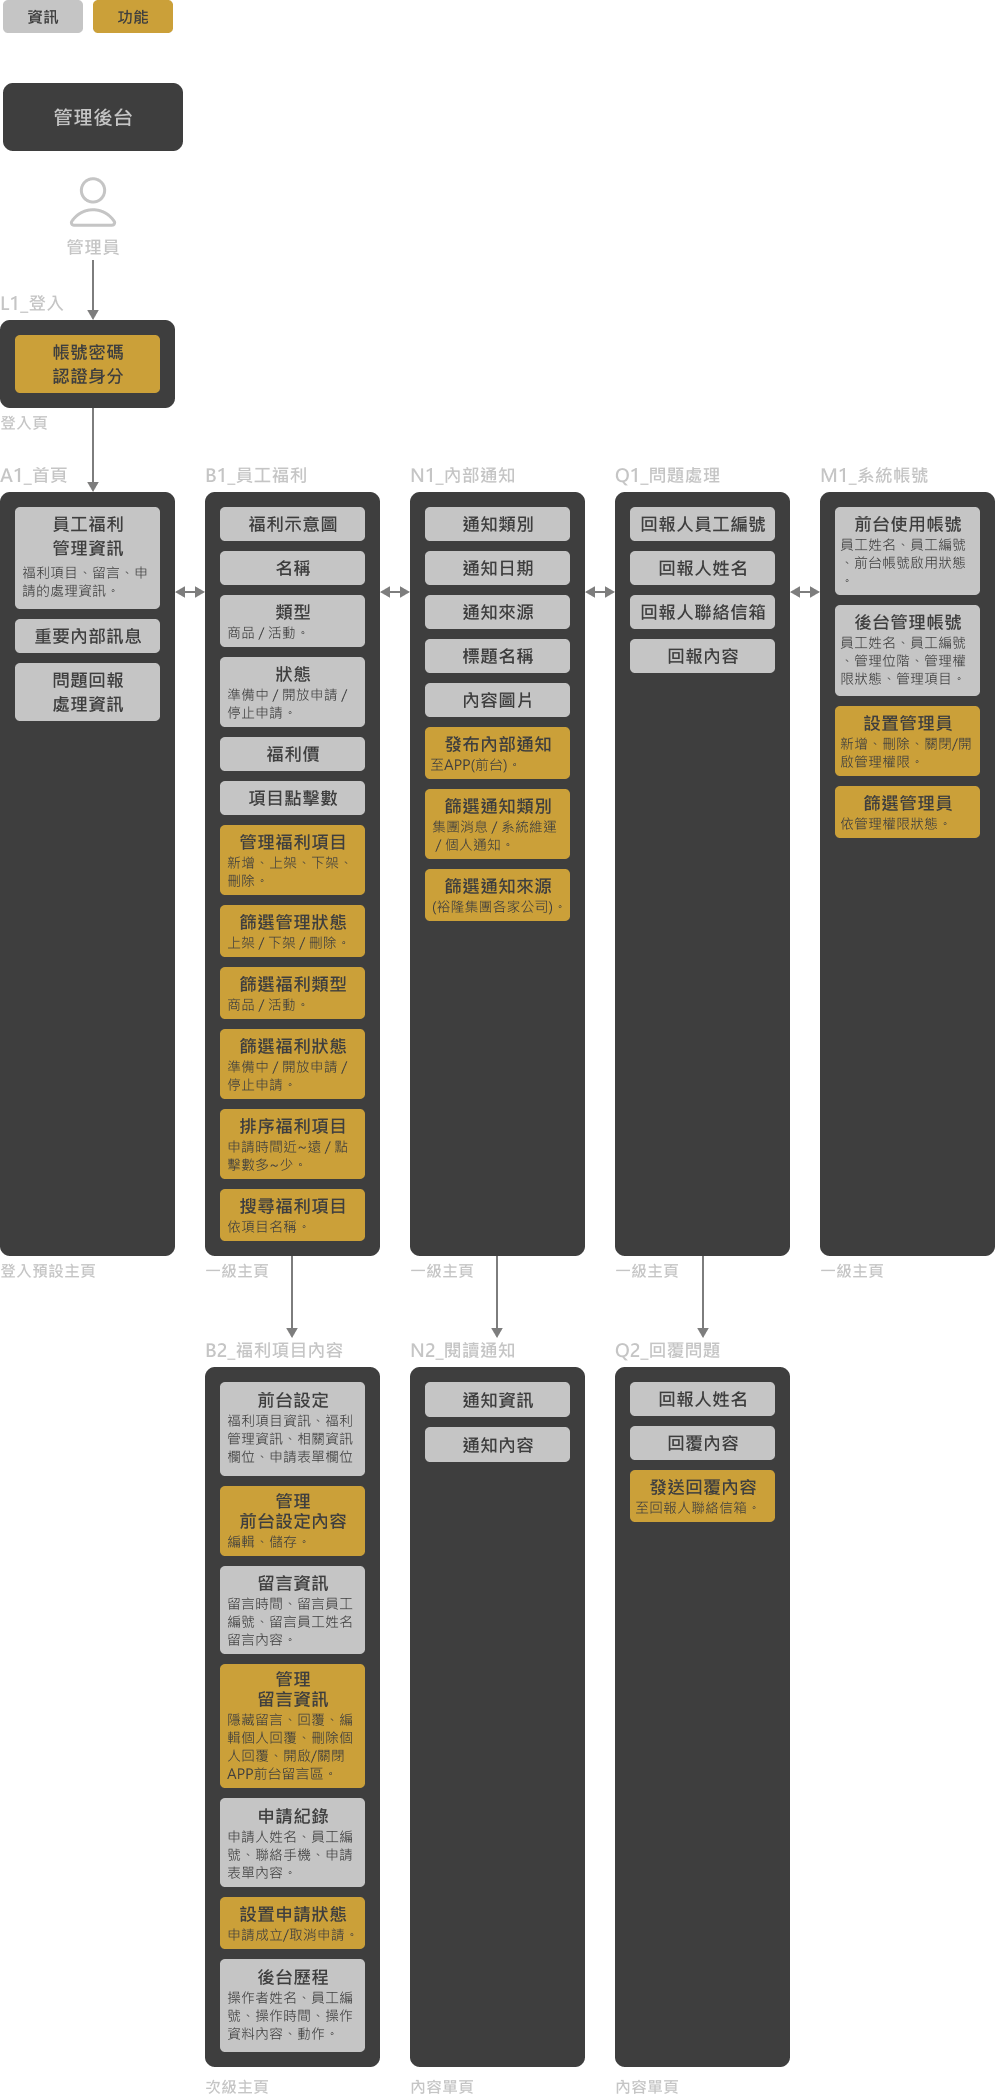 資訊
功能
管理後台
管理員
L1_登入
帳號密碼
認證身分
登入頁
A1_首頁
員工福利
管理資訊
福利項目、留言、申
請的處理資訊。
重要內部訊息
問題回報
處理資訊
登入預設主頁
B1_員工福利
福利示意圖
名稱
類型
商品 / 活動。
狀態
準備中 / 開放申請 /
停止申請。
福利價
項目點擊數
管理福利項目
新增、上架、下架、
刪除。
篩選管理狀態
上架 / 下架 / 刪除。
篩選福利類型
商品 / 活動。
篩選福利狀態
準備中 / 開放申請 /
停止申請。
排序福利項目
申請時間近~遠 / 點
擊數多~少。
搜尋福利項目
依項目名稱。
一級主頁
N1_內部通知
通知類別
通知日期
通知來源
標題名稱
內容圖片
發布內部通知
至APP(前台)。
篩選通知類別
集團消息 / 系統維運
/ 個人通知。
篩選通知來源
(裕隆集團各家公司)。
一級主頁
Q1_問題處理
回報人員工編號
回報人姓名
回報人聯絡信箱
回報內容
一級主頁
M1_系統帳號
前台使用帳號
員工姓名、員工編號
、前台帳號啟用狀態
。
後台管理帳號
員工姓名、員工編號
、管理位階、管理權
限狀態、管理項目。
設置管理員
新增、刪除、關閉/開
啟管理權限。
篩選管理員
依管理權限狀態。
一級主頁
B2_福利項目內容
前台設定
福利項目資訊、福利
管理資訊、相關資訊
欄位、申請表單欄位
管理
前台設定內容
編輯、儲存。
留言資訊
留言時間、留言員工
編號、留言員工姓名
留言內容。
管理
留言資訊
隱藏留言、回覆、編
輯個人回覆、刪除個
人回覆、開啟/關閉
APP前台留言區。
申請紀錄
申請人姓名、員工編
號、聯絡手機、申請
表單內容。
設置申請狀態
申請成立/取消申請。
後台歷程
操作者姓名、員工編
號、操作時間、操作
資料內容、動作。
次級主頁
N2_閱讀通知
通知資訊
通知內容
內容單頁
Q2_回覆問題
回報人姓名
回覆內容
發送回覆內容
至回報人聯絡信箱。
內容單頁